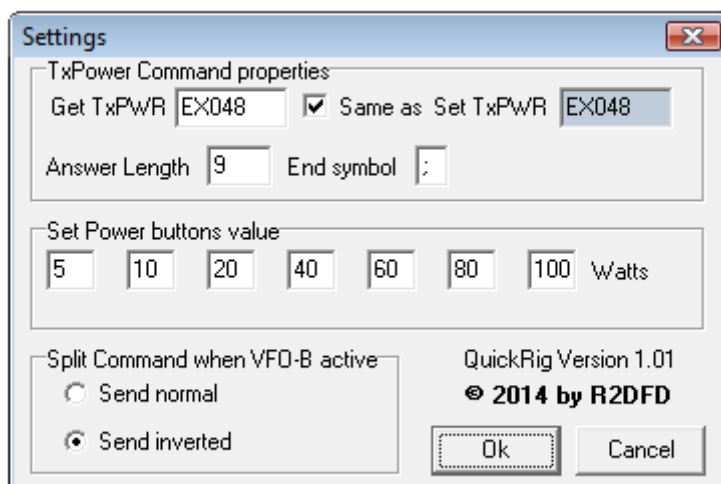 Settings
TxPower Command properties
Get TxPWR EX048 Same as Set TxPWR EX048
Answer Length 9 End symbol ;
Set Power buttons value
5 10 20 40 60 80 100 Watts
Split Command when VFO-B active
Send normal
Send inverted
QuickRig Version 1.01
© 2014 by R2DFD
Ok Cancel